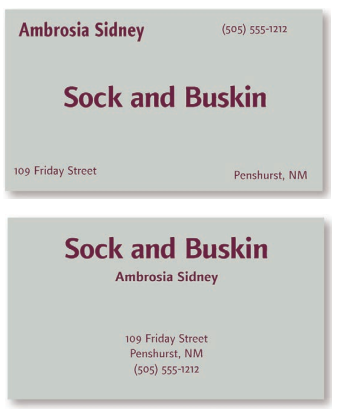 Ambrosia Sidney (505) 555-1212
Sock and Buskin
109 Friday Street Penshurst, NM
Sock and Buskin
Ambrosia Sidney
109 Friday Street
Penshurst, NM
(505) 555-1212